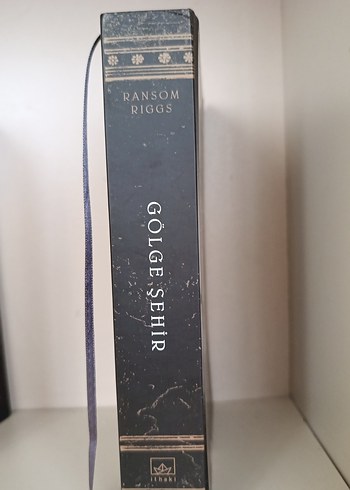 RANSOM
RIGGS
GÖLGE ŞEHİR
ithaki